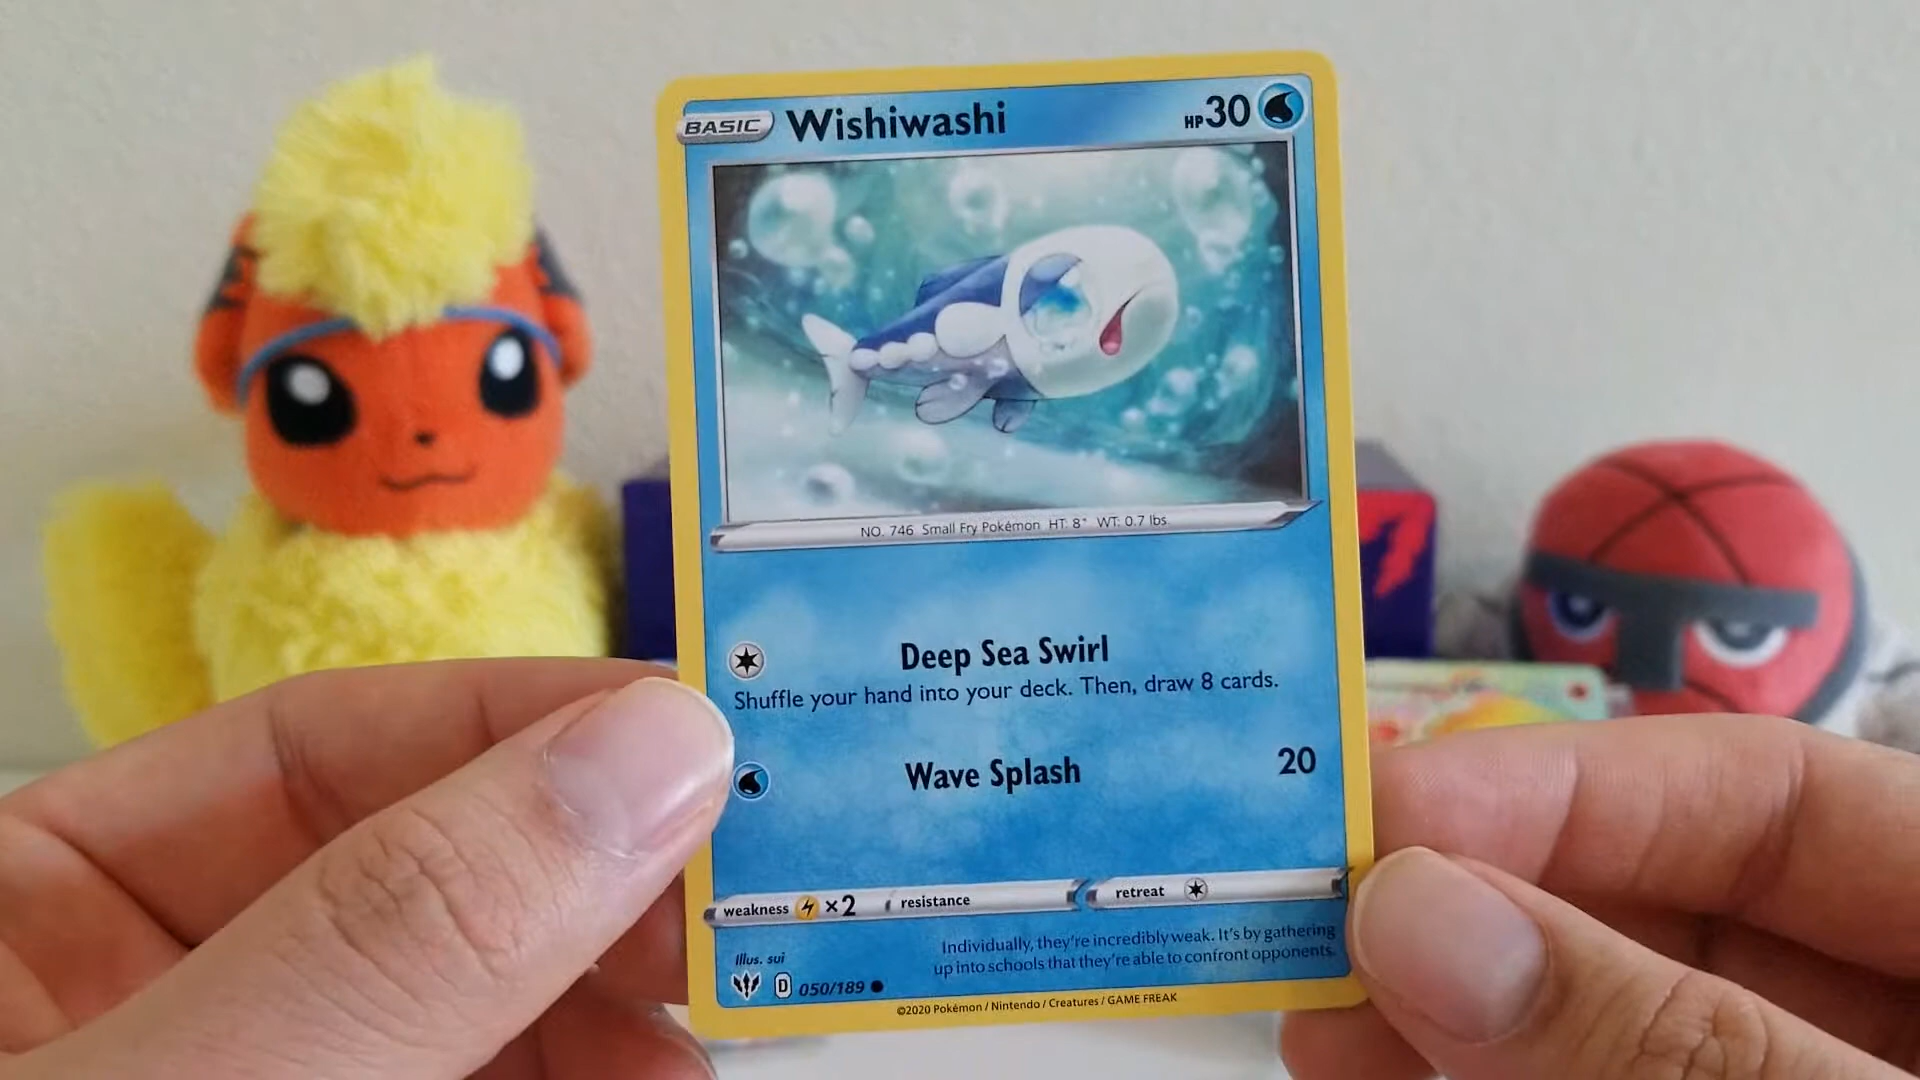 BASIC Wishiwashi HP30
NO. 746 Small Fry Pokémon HT: 8" WT: 0.7 lbs.
Deep Sea Swirl
Shuffle your hand into your deck. Then, draw 8 cards.
Wave Splash 20
weakness ×2 resistance retreat
Individually, they're incredibly weak. It's by gathering
up into schools that they're able to confront opponents.
Illus. sui
D 050/189
©2020 Pokémon / Nintendo / Creatures / GAME FREAK